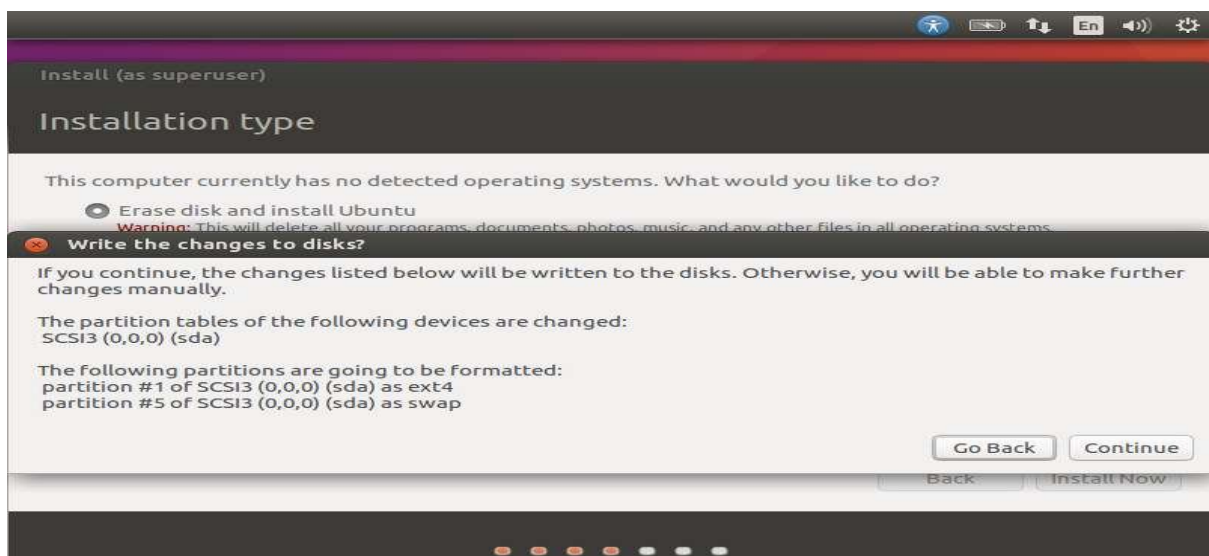 En
Install (as superuser)
Installation type
This computer currently has no detected operating systems. What would you like to do?
Erase disk and install Ubuntu
Warning: This will delete all your programs, documents, photos, music, and any other files in all operating systems.
Write the changes to disks?
If you continue, the changes listed below will be written to the disks. Otherwise, you will be able to make further
changes manually.
The partition tables of the following devices are changed:
SCSI3 (0,0,0) (sda)
The following partitions are going to be formatted:
partition #1 of SCSI3 (0,0,0) (sda) as ext4
partition #5 of SCSI3 (0,0,0) (sda) as swap
Go Back Continue
Back Install Now